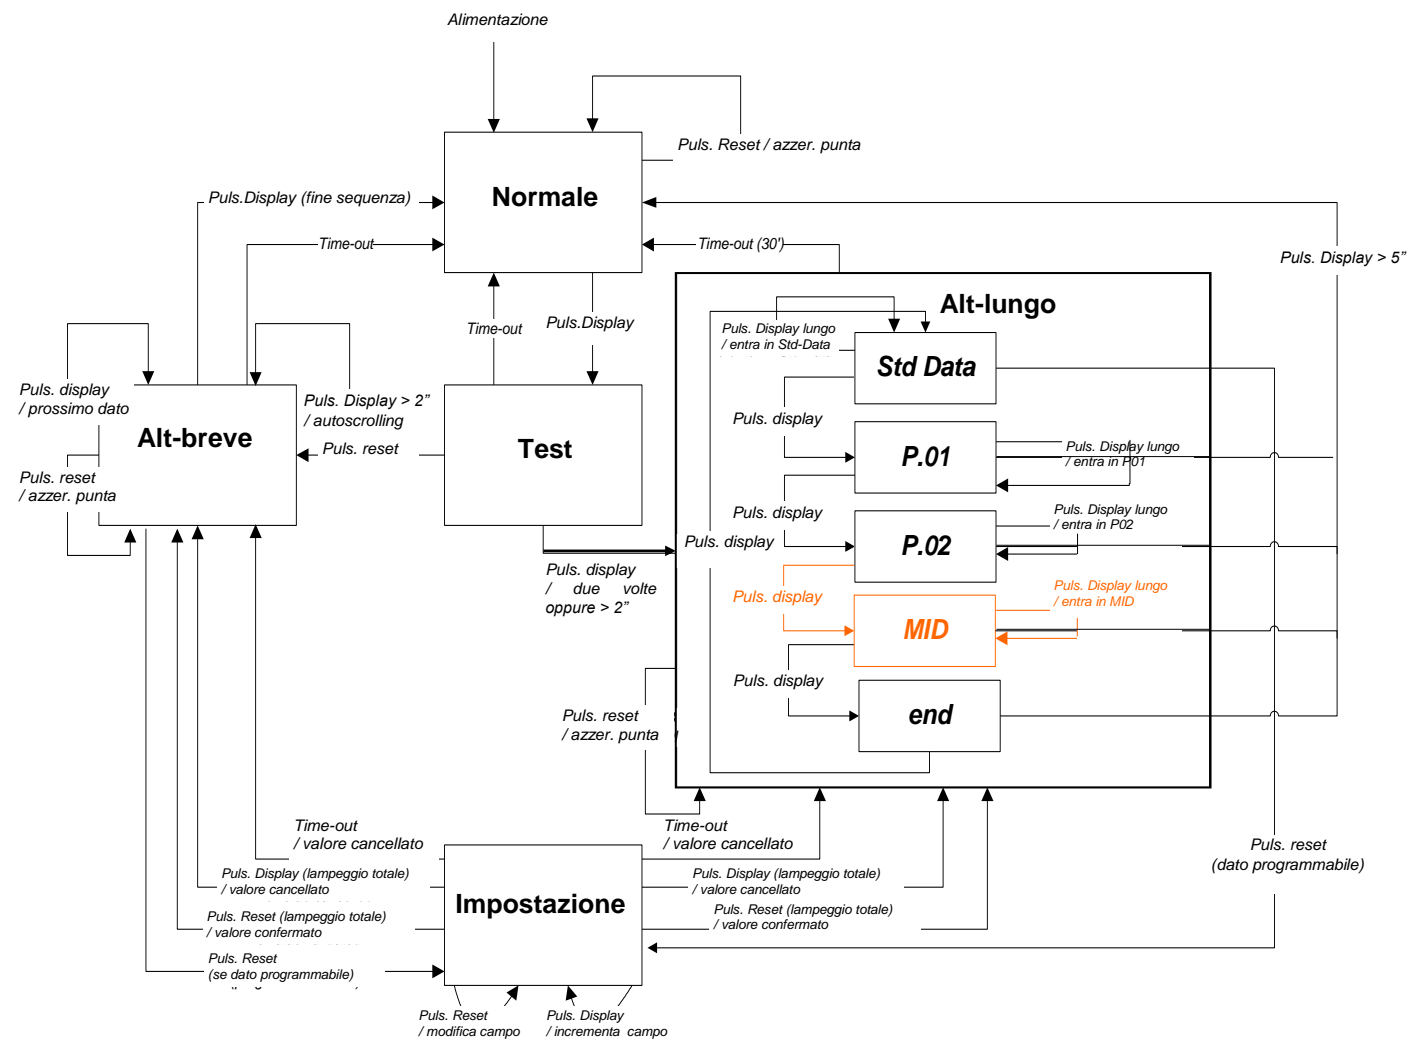 Alimentazione
Puls. Reset / azzer. punta
Normale
Puls.Display (fine sequenza)
Time-out
Time-out (30')
Puls. Display > 5”
Time-out
Puls.Display
Alt-lungo
Puls. Display lungo
/ entra in Std-Data
Std Data
Puls. display
/ prossimo dato
Puls. Display > 2”
/ autoscrolling
Alt-breve
Puls. reset
Test
Puls. display
P.01
Puls. Display lungo
/ entra in P01
Puls. reset
/ azzer. punta
Puls. display
Puls. Display lungo
/ entra in P02
P.02
Puls. display
Puls. display
/ due volte
oppure > 2”
Puls. display
Puls. Display lungo
/ entra in MID
MID
Puls. display
end
Puls. reset
/ azzer. punta
Time-out
/ valore cancellato
Time-out
/ valore cancellato
Puls. reset
(dato programmabile)
Puls. Display (lampeggio totale)
/ valore cancellato
Puls. Display (lampeggio totale)
/ valore cancellato
Impostazione
Puls. Reset (lampeggio totale)
/ valore confermato
Puls. Reset (lampeggio totale)
/ valore confermato
Puls. Reset
(se dato programmabile)
Puls. Reset
/ modifica campo
Puls. Display
/ incrementa campo